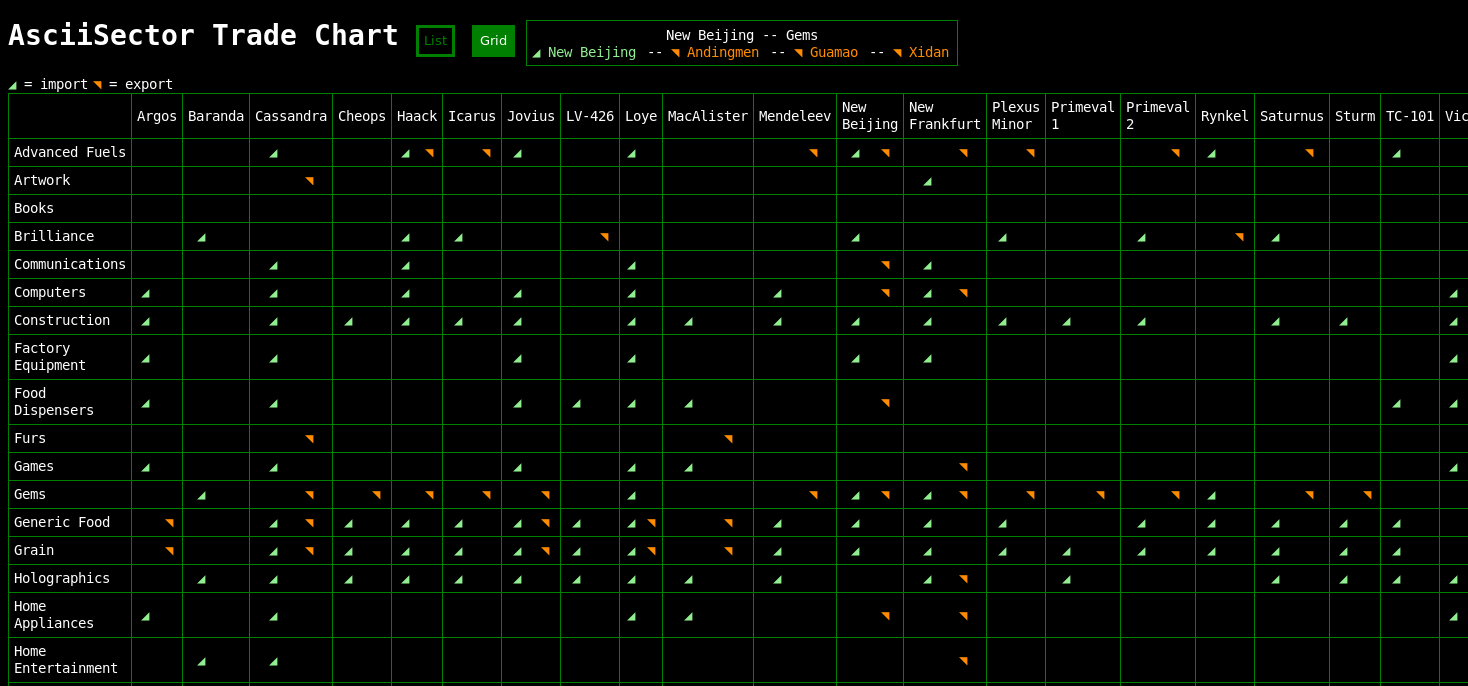 AsciiSector Trade Chart
List
Grid
New Beijing -- Gems
◢ New Beijing -- ◥ Andingmen -- ◥ Guamao -- ◥ Xidan
◢ = import ◥ = export
Argos Baranda Cassandra Cheops Haack Icarus Jovius LV-426 Loye MacAlister Mendeleev New Beijing New Frankfurt Plexus Minor Primeval 1 Primeval 2 Rynkel Saturnus Sturm TC-101 Vic
Advanced Fuels
Artwork
Books
Brilliance
Communications
Computers
Construction
Factory
Equipment
Food
Dispensers
Furs
Games
Gems
Generic Food
Grain
Holographics
Home
Appliances
Home
Entertainment